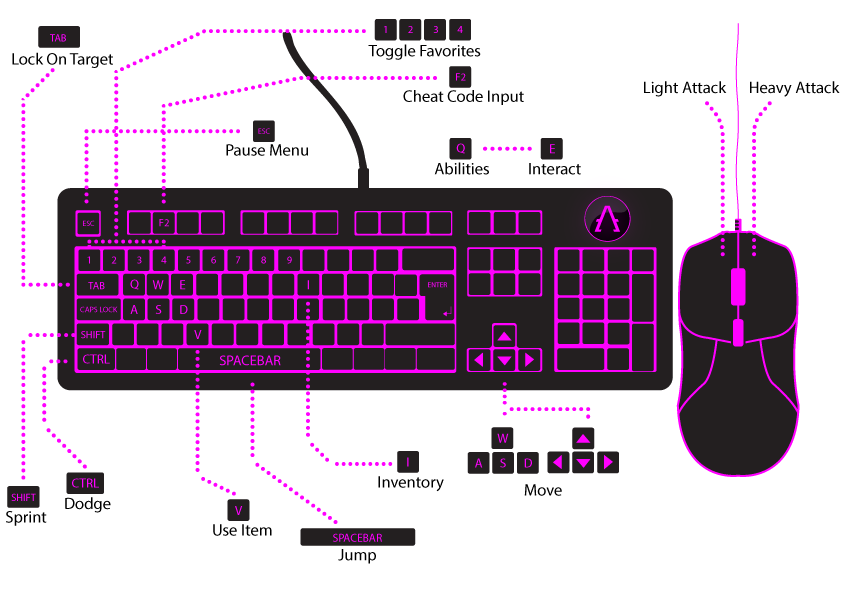 TAB
Lock On Target
1 2 3 4
Toggle Favorites
F2
Cheat Code Input
ESC
Pause Menu
Q E
Abilities Interact
Light Attack Heavy Attack
ESC F2
1 2 3 4 5 6 7 8 9
TAB Q W E I ENTER
CAPS LOCK A S D
SHIFT V
CTRL SPACEBAR
W
A S D
Move
I
Inventory
CTRL
Dodge
SHIFT
Sprint
V
Use Item
SPACEBAR
Jump